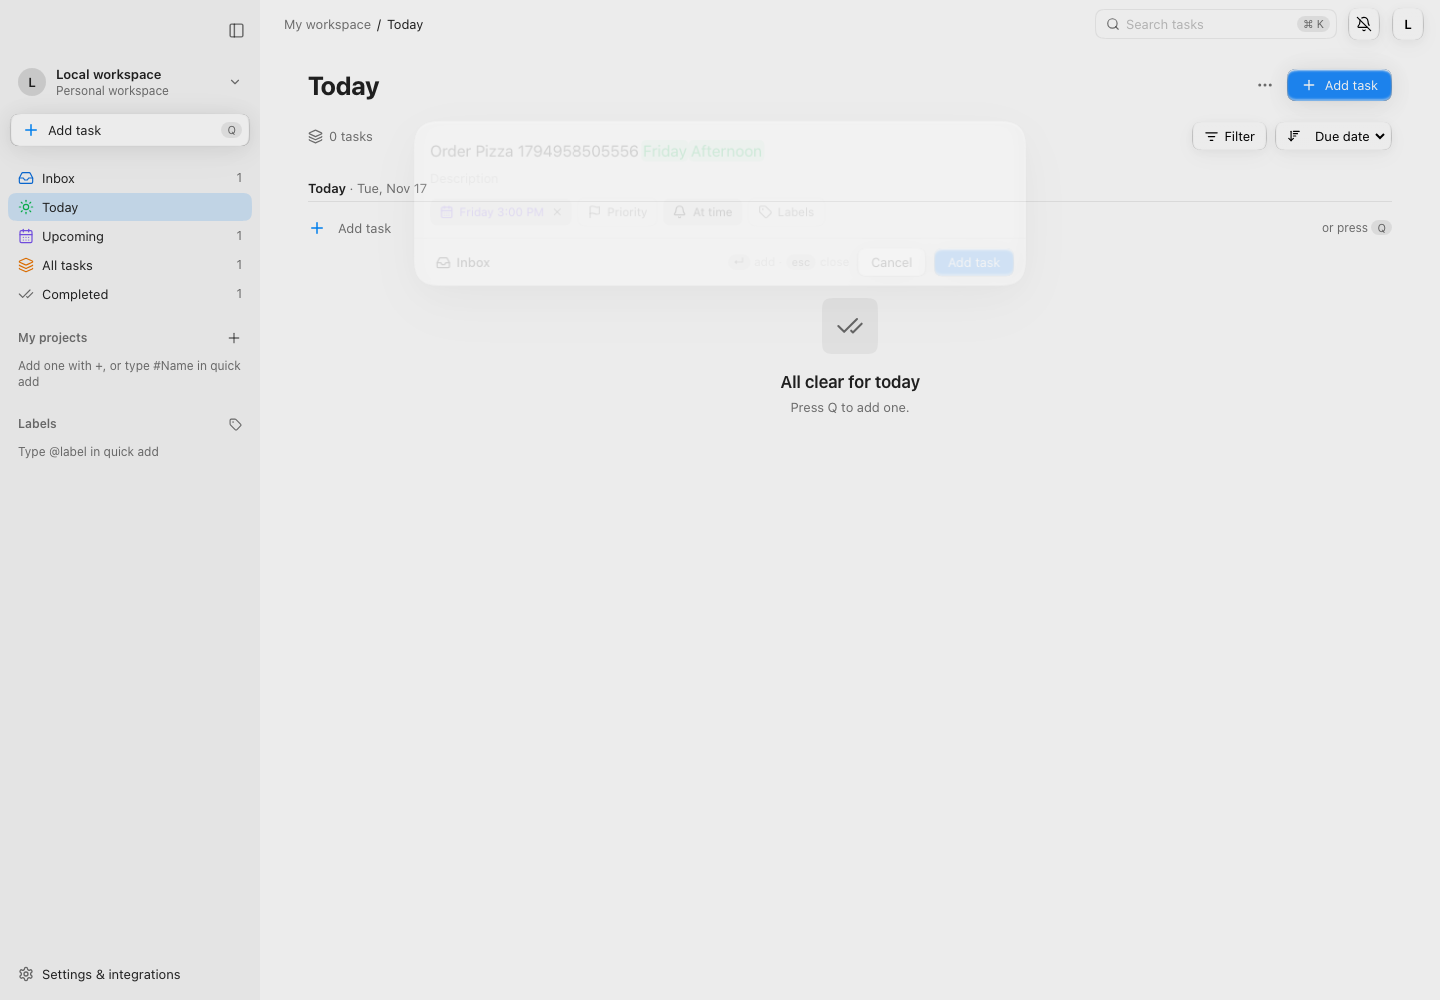 My workspace / Today
Search tasks
⌘ K
L
L
Local workspace
Personal workspace
Add task
Q
Inbox 1
Today
Upcoming 1
All tasks 1
Completed 1
My projects
Add one with +, or type #Name in quick
add
Labels
Type @label in quick add
Settings & integrations
Today
Add task
0 tasks
Filter
Due date
Order Pizza 1794958505556 Friday Afternoon
Description
Today · Tue, Nov 17
Friday 3:00 PM
Priority
At time
Labels
Add task
or press Q
Inbox
add
esc close
Cancel
Add task
All clear for today
Press Q to add one.